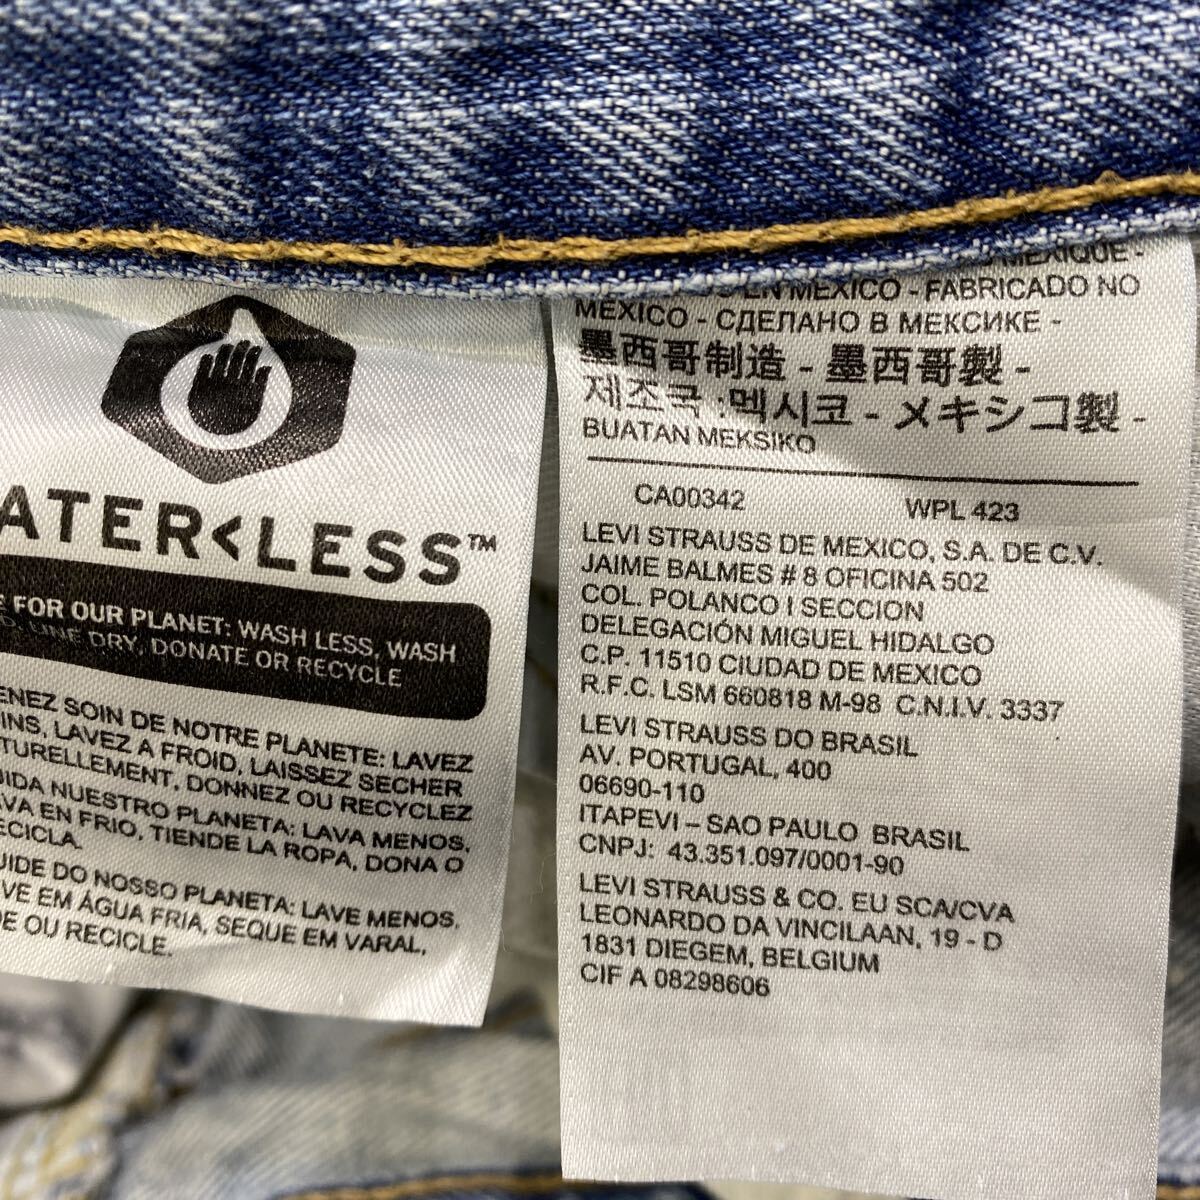 ATER<LESS™
FOR OUR PLANET: WASH LESS, WASH
LINE DRY, DONATE OR RECYCLE
ENEZ SOIN DE NOTRE PLANETE: LAVEZ
INS, LAVEZ A FROID, LAISSEZ SECHER
TURELLEMENT, DONNEZ OU RECYCLEZ
IDA NUESTRO PLANETA: LAVA MENOS,
AVA EN FRIO, TIENDE LA ROPA, DONA O
ECICLA.
UIDE DO NOSSO PLANETA: LAVE MENOS,
VE EM ÁGUA FRIA, SEQUE EM VARAL,
DE OU RECICLE.
MEXIQUE -
EN MÉXICO - FABRICADO NO
MÉXICO - СДЕЛАНО В МЕКСИКЕ -
墨西哥制造 - 墨西哥製 -
제조국 :멕시코 - メキシコ製 -
BUATAN MEKSIKO
CA00342 WPL 423
LEVI STRAUSS DE MEXICO, S.A. DE C.V.
JAIME BALMES # 8 OFICINA 502
COL. POLANCO I SECCION
DELEGACIÓN MIGUEL HIDALGO
C.P. 11510 CIUDAD DE MEXICO
R.F.C. LSM 660818 M-98 C.N.I.V. 3337
LEVI STRAUSS DO BRASIL
AV. PORTUGAL, 400
06690-110
ITAPEVI – SAO PAULO BRASIL
CNPJ: 43.351.097/0001-90
LEVI STRAUSS & CO. EU SCA/CVA
LEONARDO DA VINCILAAN, 19 - D
1831 DIEGEM, BELGIUM
CIF A 08298606